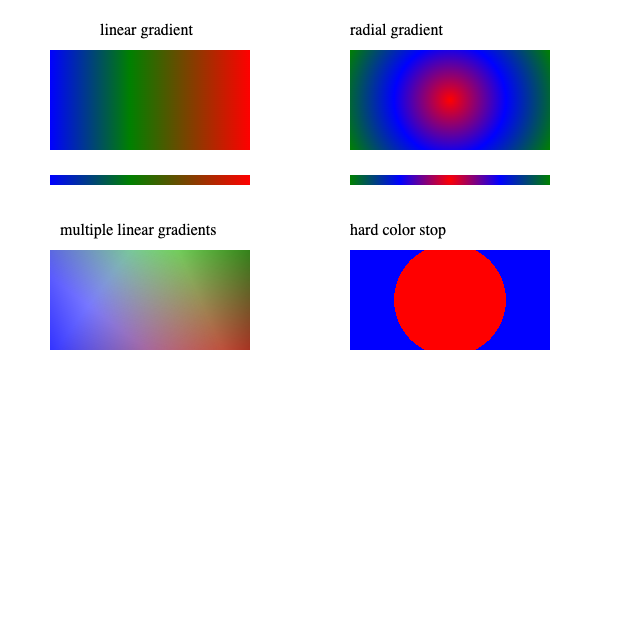 linear gradient
radial gradient
multiple linear gradients
hard color stop